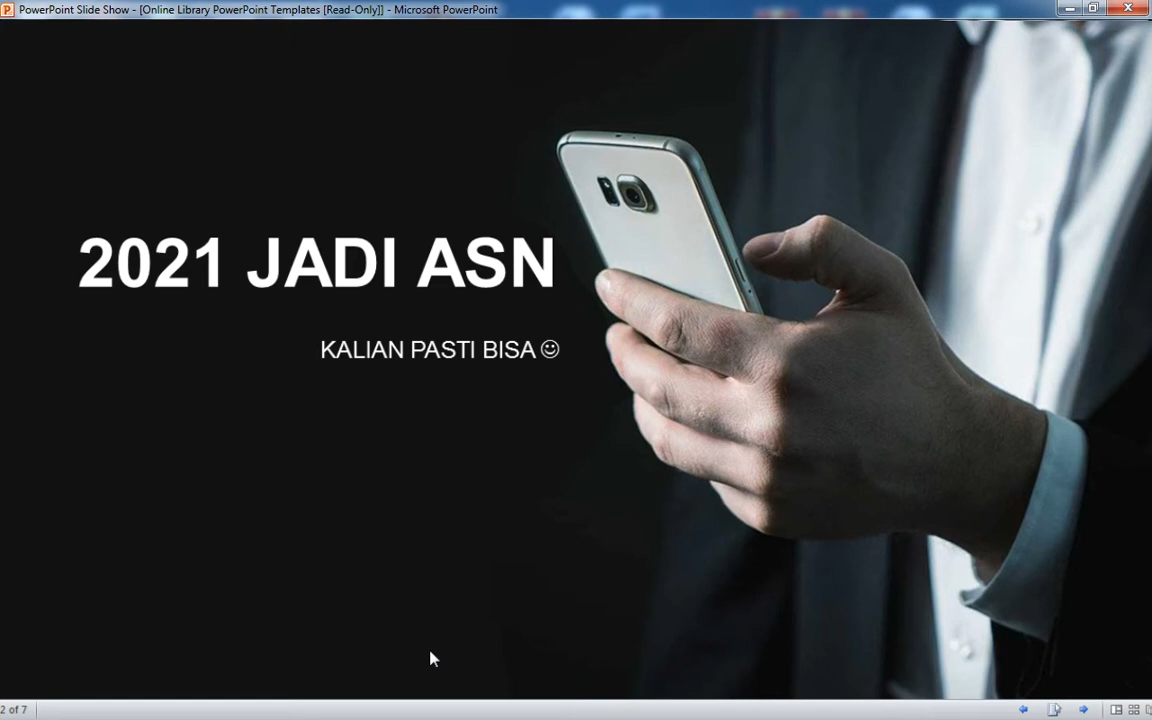 PowerPoint Slide Show - [Online Library PowerPoint Templates [Read-Only]] - Microsoft PowerPoint
2021 JADI ASN
KALIAN PASTI BISA ☺
2 of 7